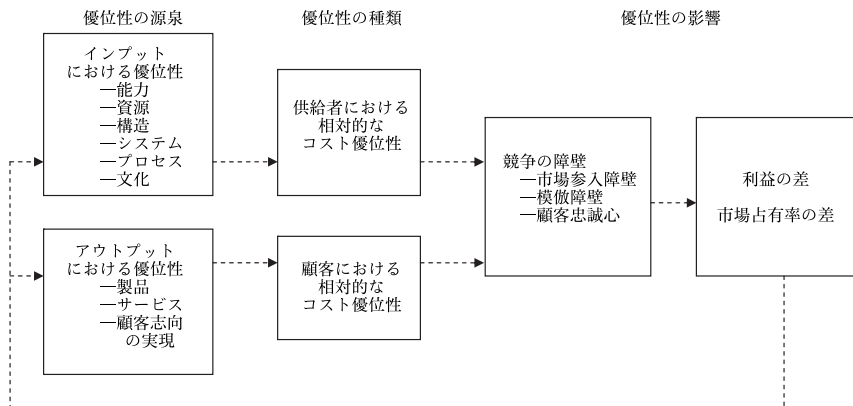 優位性の源泉
優位性の種類
優位性の影響
インプット
における優位性
―能力
―資源
―構造
―システム
―プロセス
―文化
アウトプット
における優位性
―製品
―サービス
―顧客志向
の実現
供給者における
相対的な
コスト優位性
顧客における
相対的な
コスト優位性
競争の障壁
―市場参入障壁
―模倣障壁
―顧客忠誠心
利益の差
市場占有率の差